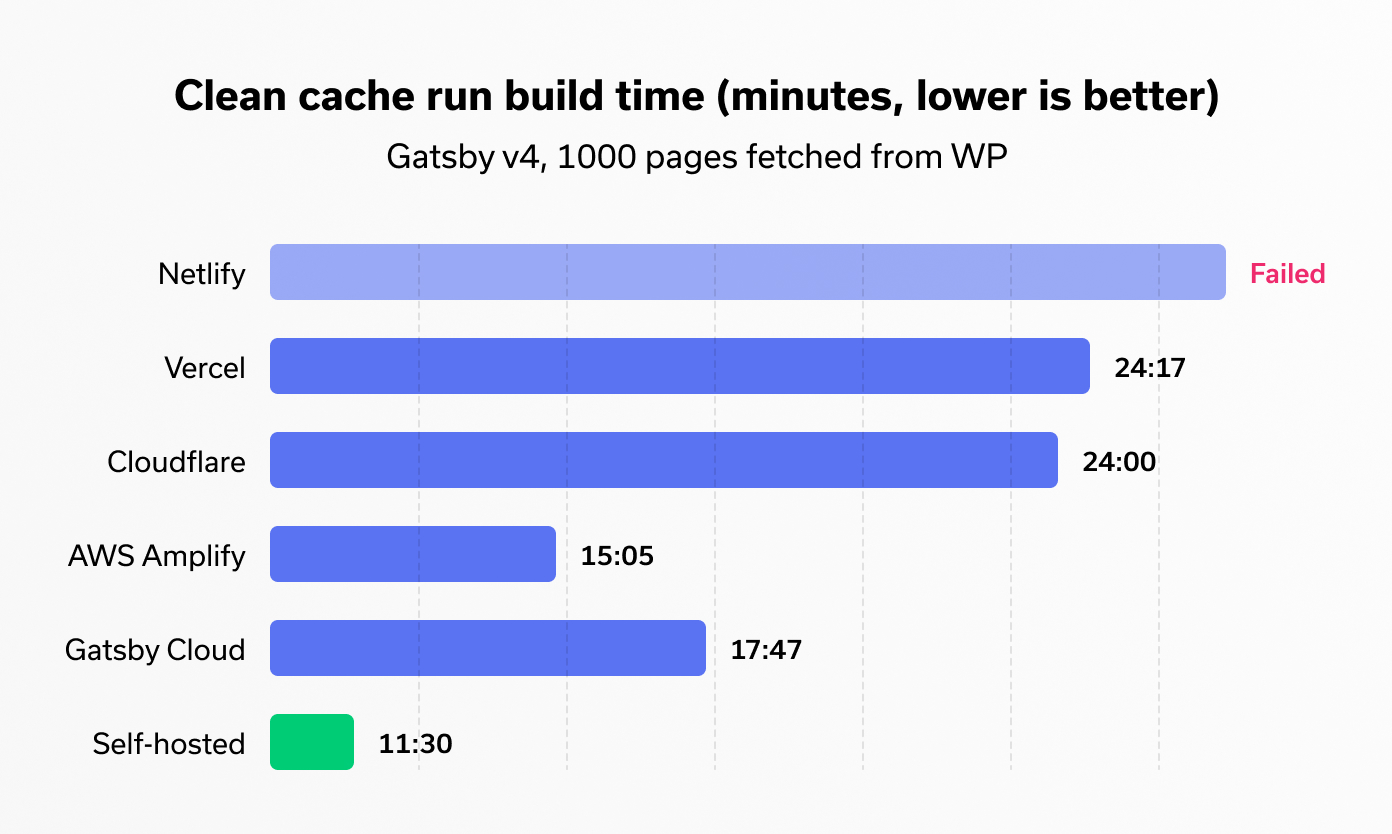 Clean cache run build time (minutes, lower is better)
Gatsby v4, 1000 pages fetched from WP
Netlify Failed
Vercel 24:17
Cloudflare 24:00
AWS Amplify 15:05
Gatsby Cloud 17:47
Self-hosted 11:30